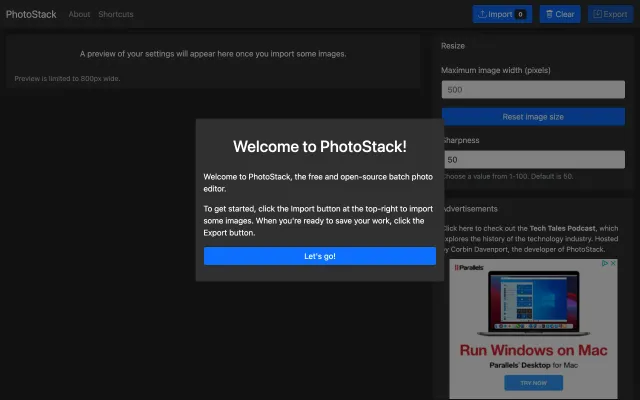 PhotoStack About Shortcuts Import 0 Clear Export
A preview of your settings will appear here once you import some images.
Preview is limited to 800px wide.
Resize
Maximum image width (pixels)
500
Reset image size
Sharpness
50
Choose a value from 1-100. Default is 50.
Welcome to PhotoStack!
Welcome to PhotoStack, the free and open-source batch photo
editor.
To get started, click the Import button at the top-right to import
some images. When you're ready to save your work, click the
Export button.
Let's go!
Advertisements
Click here to check out the Tech Tales Podcast, which
explores the history of the technology industry. Hosted
by Corbin Davenport, the developer of PhotoStack.
Parallels
Run Windows on Mac
Parallels Desktop for Mac
TRY NOW